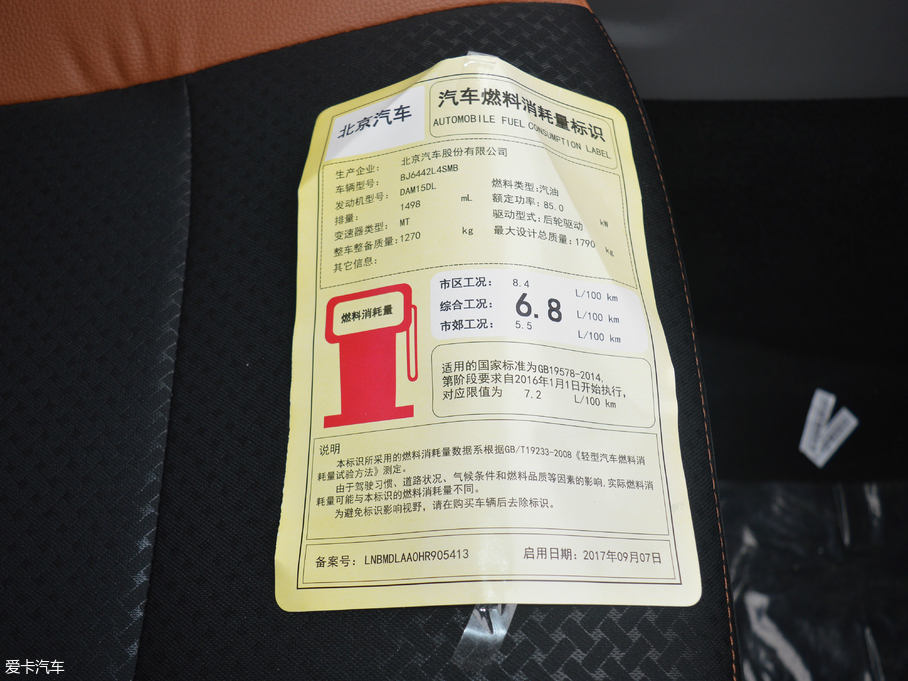 北京汽车
汽车燃料消耗量标识
AUTOMOBILE FUEL CONSUMPTION LABEL
生产企业: 北京汽车股份有限公司
车辆型号: BJ6442L4SMB
发动机型号: DAM15DL 燃料类型:汽油
排量: 1498 mL 额定功率: 85.0 kW
变速器类型: MT 驱动型式:后轮驱动
整车整备质量:1270 kg 最大设计总质量:1790 kg
其它信息:
燃料消耗量
市区工况: 8.4 L/100 km
综合工况: 6.8 L/100 km
市郊工况: 5.5 L/100 km
适用的国家标准为GB19578-2014,
第阶段要求自2016年1月1日开始执行,
对应限值为 7.2 L/100 km
说明
本标识所采用的燃料消耗量数据系根据GB/T19233-2008《轻型汽车燃料消
耗量试验方法》测定。
由于驾驶习惯、道路状况、气候条件和燃料品质等因素的影响,实际燃料消
耗量可能与本标识的燃料消耗量不同。
为避免标识影响视野,请在购买车辆后去除标识。
备案号: LNBMDLAA0HR905413 启用日期: 2017年09月07日
爱卡汽车